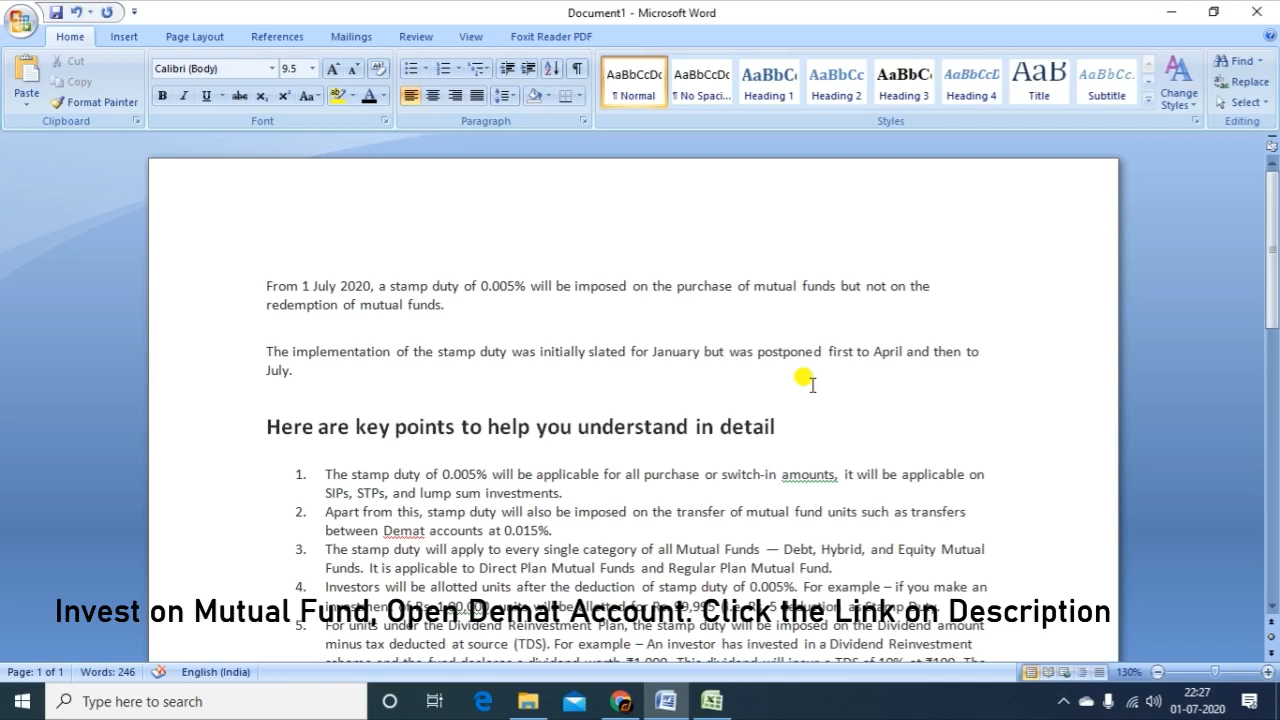 Document1 - Microsoft Word
Home Insert Page Layout References Mailings Review View Foxit Reader PDF
Paste
Cut
Copy
Format Painter
Clipboard
Calibri (Body) 9.5
Font
Paragraph
AaBbCcDc AaBbCcDc AaBbC AaBbCc AaBbC AaBbCcD AaB AaBbCc.
¶ Normal ¶ No Spaci... Heading 1 Heading 2 Heading 3 Heading 4 Title Subtitle
Change Styles
Styles
Find
Replace
Select
Editing
From 1 July 2020, a stamp duty of 0.005% will be imposed on the purchase of mutual funds but not on the
redemption of mutual funds.
The implementation of the stamp duty was initially slated for January but was postponed first to April and then to
July.
Here are key points to help you understand in detail
1. The stamp duty of 0.005% will be applicable for all purchase or switch-in amounts, it will be applicable on
SIPs, STPs, and lump sum investments.
2. Apart from this, stamp duty will also be imposed on the transfer of mutual fund units such as transfers
between Demat accounts at 0.015%.
3. The stamp duty will apply to every single category of all Mutual Funds — Debt, Hybrid, and Equity Mutual
Funds. It is applicable to Direct Plan Mutual Funds and Regular Plan Mutual Fund.
4. Investors will be allotted units after the deduction of stamp duty of 0.005%. For example – if you make an
Invest on Mutual Fund, Open Demat Account. Click the Link on Description
5. For units under the Dividend Reinvestment Plan, the stamp duty will be imposed on the Dividend amount
minus tax deducted at source (TDS). For example – An investor has invested in a Dividend Reinvestment
Page: 1 of 1 Words: 246 English (India) 130%
Type here to search
22:27
01-07-2020